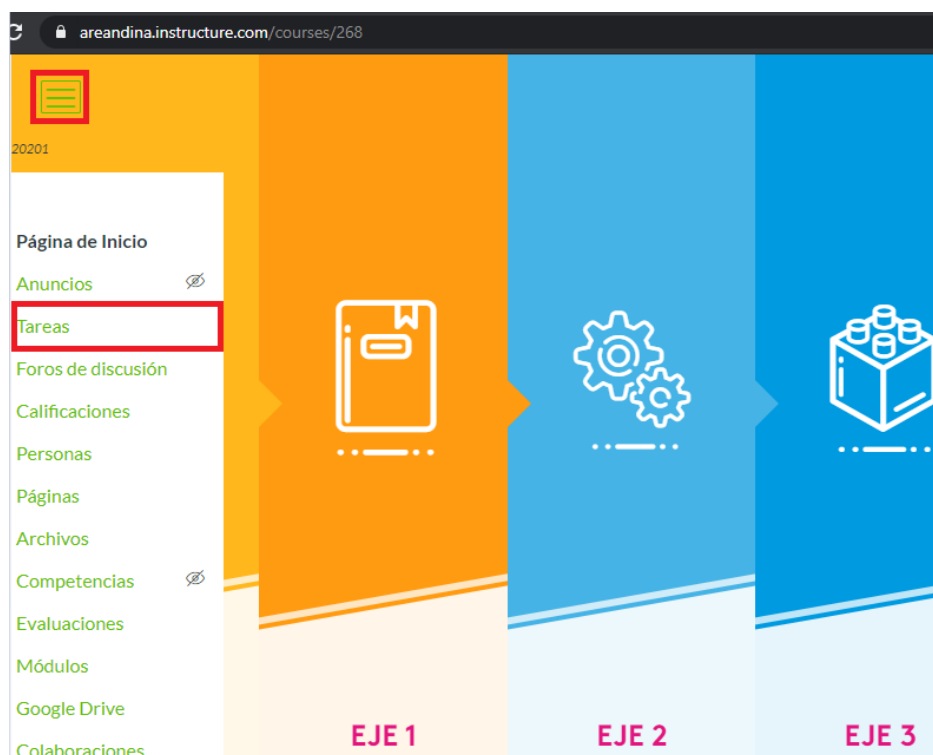 areandina.instructure.com/courses/268
20201
Página de Inicio
Anuncios
Tareas
Foros de discusión
Calificaciones
Personas
Páginas
Archivos
Competencias
Evaluaciones
Módulos
Google Drive
Colaboraciones
EJE 1
EJE 2
EJE 3